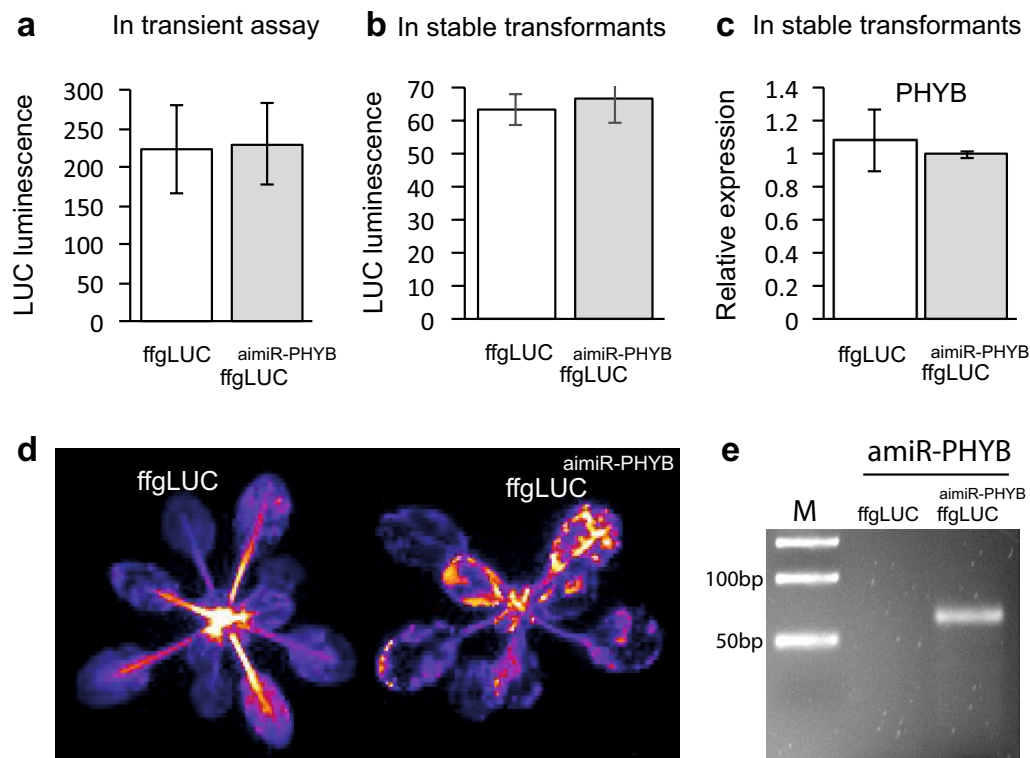 a In transient assay
LUC luminescence
300
250
200
150
100
50
0
ffgLUC
aimiR-PHYB
ffgLUC
b In stable transformants
LUC luminescence
70
60
50
40
30
20
10
0
ffgLUC
aimiR-PHYB
ffgLUC
c In stable transformants
PHYB
Relative expression
1.4
1.2
1
0.8
0.6
0.4
0.2
0
ffgLUC
aimiR-PHYB
ffgLUC
d
ffgLUC
aimiR-PHYB
ffgLUC
e
amiR-PHYB
M
ffgLUC
aimiR-PHYB
ffgLUC
100bp
50bp